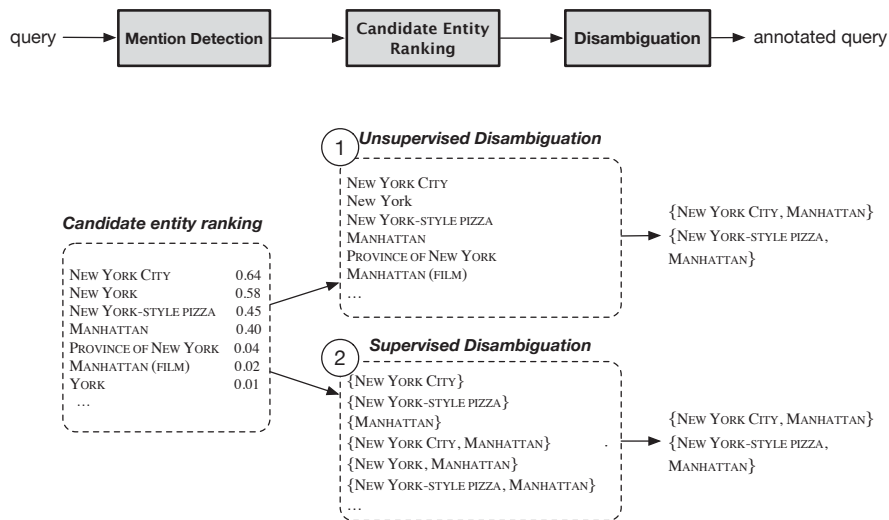 query
Mention Detection
Candidate Entity
Ranking
Disambiguation
annotated query
1
Unsupervised Disambiguation
NEW YORK CITY
New York
NEW YORK-STYLE PIZZA
MANHATTAN
PROVINCE OF NEW YORK
MANHATTAN (FILM)
...
{NEW YORK CITY, MANHATTAN}
{NEW YORK-STYLE PIZZA,
MANHATTAN}
Candidate entity ranking
NEW YORK CITY 0.64
NEW YORK 0.58
NEW YORK-STYLE PIZZA 0.45
MANHATTAN 0.40
PROVINCE OF NEW YORK 0.04
MANHATTAN (FILM) 0.02
YORK 0.01
...
2
Supervised Disambiguation
{NEW YORK CITY}
{NEW YORK-STYLE PIZZA}
{MANHATTAN}
{NEW YORK CITY, MANHATTAN} .
{NEW YORK, MANHATTAN}
{NEW YORK-STYLE PIZZA, MANHATTAN}
...
{NEW YORK CITY, MANHATTAN}
{NEW YORK-STYLE PIZZA,
MANHATTAN}